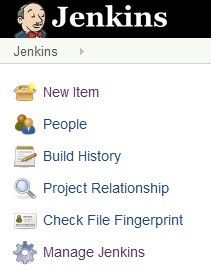 Jenkins
Jenkins
New Item
People
Build History
Project Relationship
Check File Fingerprint
Manage Jenkins